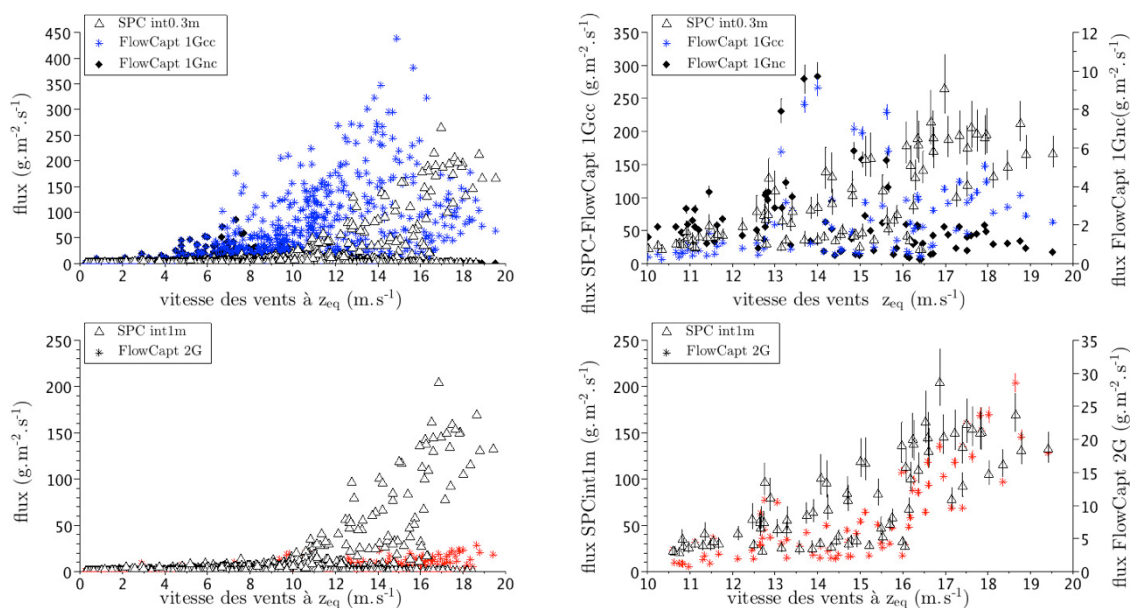 SPC int0.3m
FlowCapt 1Gcc
FlowCapt 1Gnc
450
400
350
300
250
200
150
100
50
0
flux (g.m⁻².s⁻¹)
0 2 4 6 8 10 12 14 16 18 20
vitesse des vents à z_eq (m.s⁻¹)
SPC int0.3m
FlowCapt 1Gcc
FlowCapt 1Gnc
350
300
250
200
150
100
50
0
flux SPC-FlowCapt 1Gcc (g.m⁻².s⁻¹)
12
10
8
6
4
2
0
flux FlowCapt 1Gnc(g.m⁻².s⁻¹)
10 11 12 13 14 15 16 17 18 19 20
vitesse des vents z_eq (m.s⁻¹)
SPC int1m
FlowCapt 2G
250
200
150
100
50
0
flux (g.m⁻².s⁻¹)
0 2 4 6 8 10 12 14 16 18 20
vitesse des vents à z_eq (m.s⁻¹)
SPC int1m
FlowCapt 2G
250
200
150
100
50
0
flux SPCint1m (g.m⁻².s⁻¹)
35
30
25
20
15
10
5
0
flux FlowCapt 2G (g.m⁻².s⁻¹)
10 11 12 13 14 15 16 17 18 19 20
vitesse des vents à z_eq (m.s⁻¹)